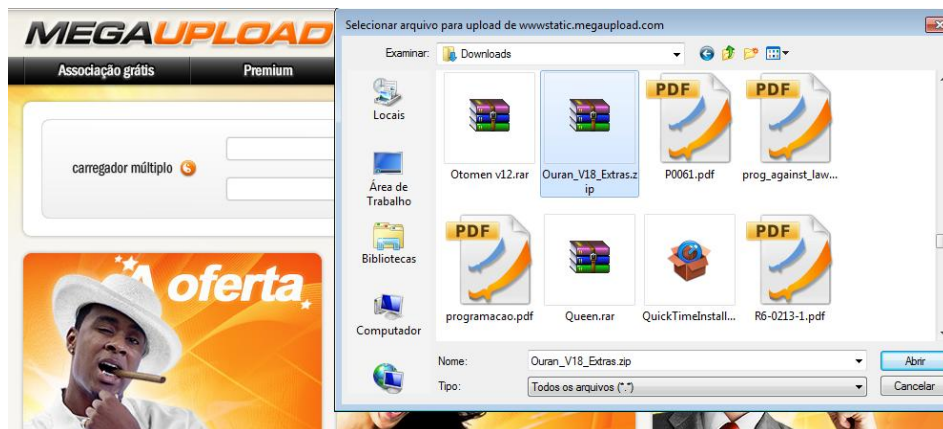 MEGAUPLOAD
Associação grátis
Premium
carregador múltiplo S
A oferta
Selecionar arquivo para upload de wwwstatic.megaupload.com
Examinar:
Downloads
Locais
Área de
Trabalho
Bibliotecas
Computador
Otomen v12.rar
Ouran_V18_Extras.z
ip
PDF
P0061.pdf
PDF
prog_against_law...
PDF
programacao.pdf
Queen.rar
QuickTimeInstall...
PDF
R6-0213-1.pdf
Nome:
Ouran_V18_Extras.zip
Abrir
Tipo:
Todos os arquivos (*.*)
Cancelar